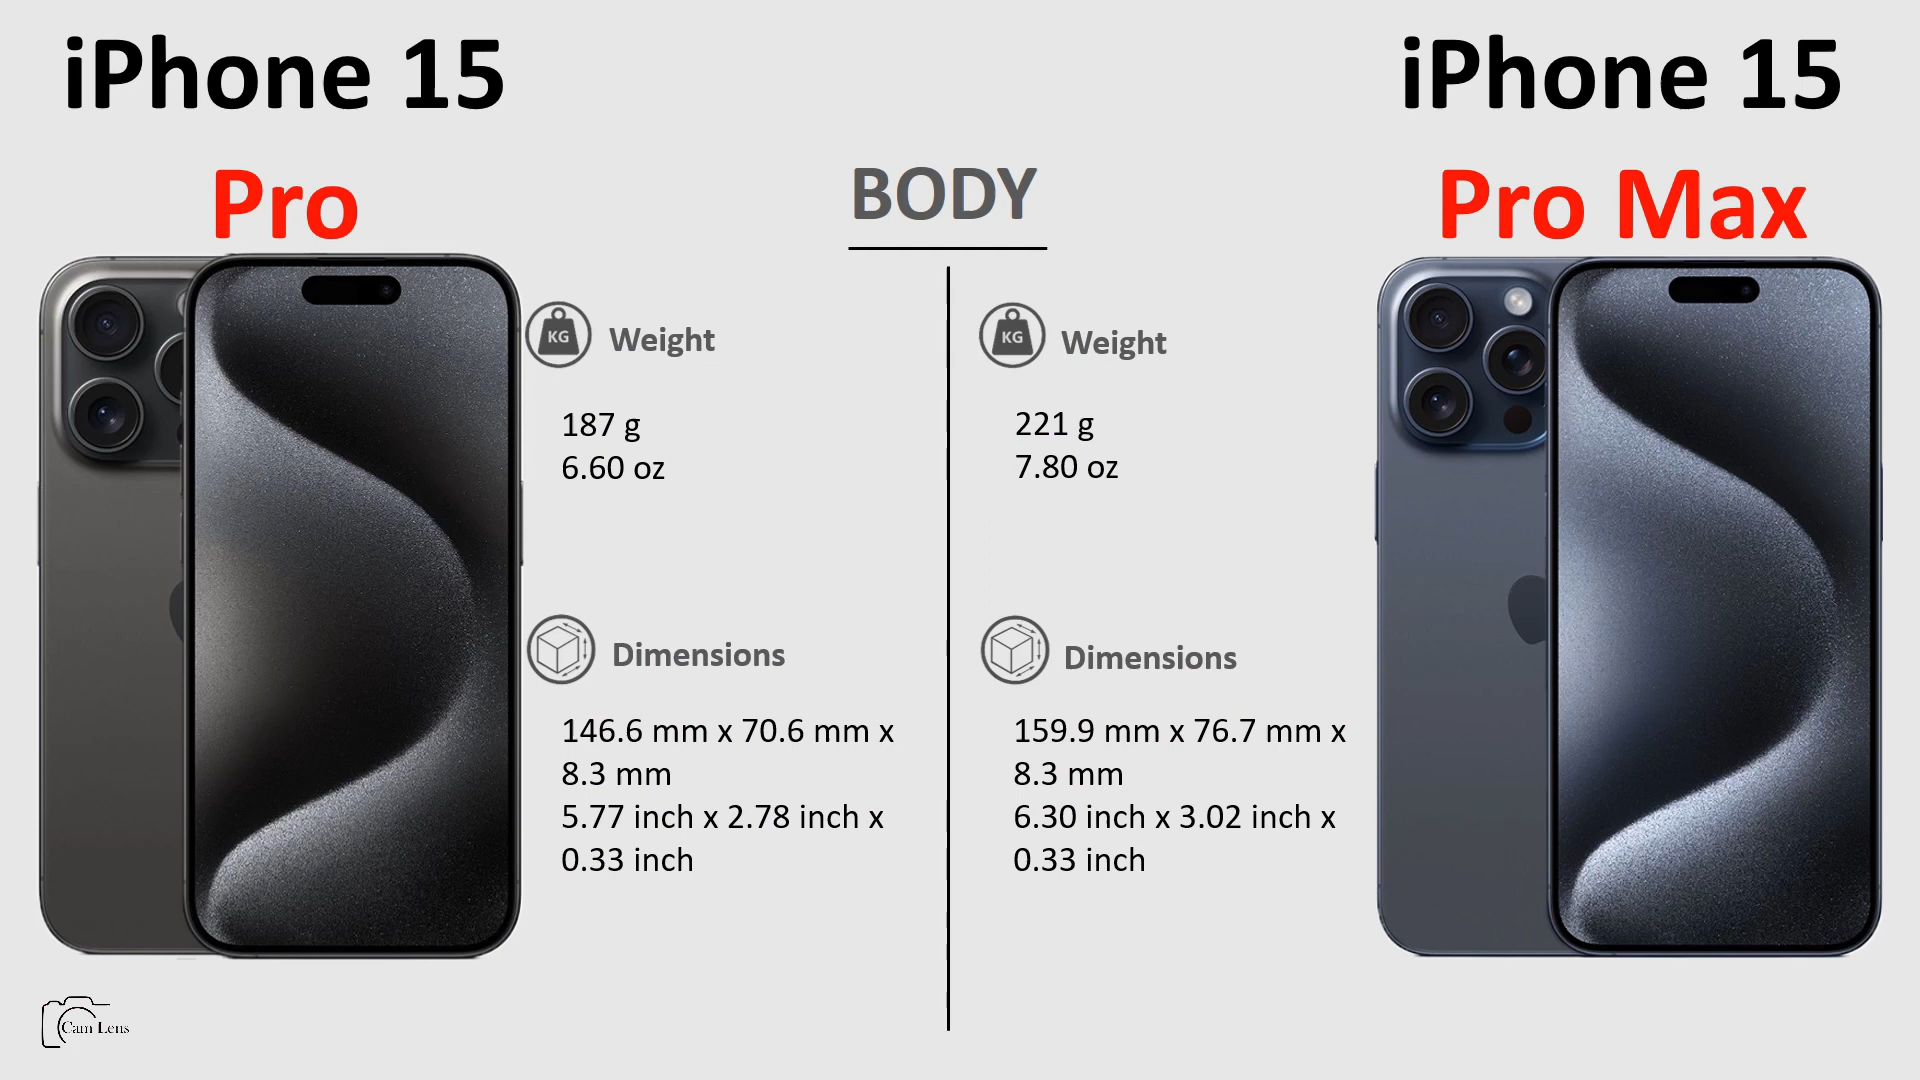 iPhone 15
Pro
iPhone 15
Pro Max
BODY
KG
Weight
187 g
6.60 oz
Dimensions
146.6 mm x 70.6 mm x
8.3 mm
5.77 inch x 2.78 inch x
0.33 inch
KG
Weight
221 g
7.80 oz
Dimensions
159.9 mm x 76.7 mm x
8.3 mm
6.30 inch x 3.02 inch x
0.33 inch
Cam Lens